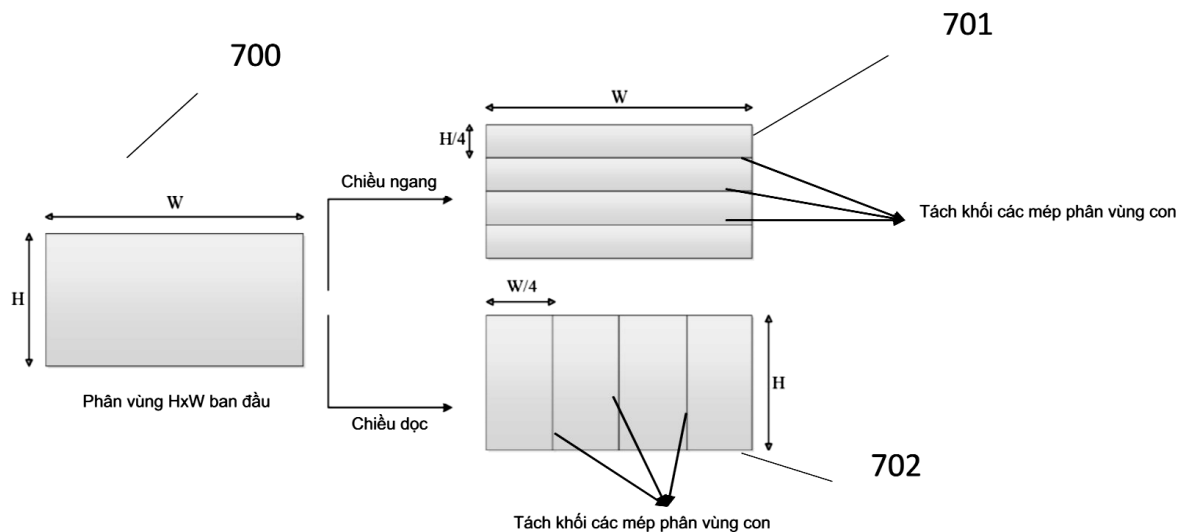 700
701
W
H/4
Chiều ngang
W
Tách khối các mép phân vùng con
H
W/4
H
Phân vùng HxW ban đầu
Chiều dọc
702
Tách khối các mép phân vùng con